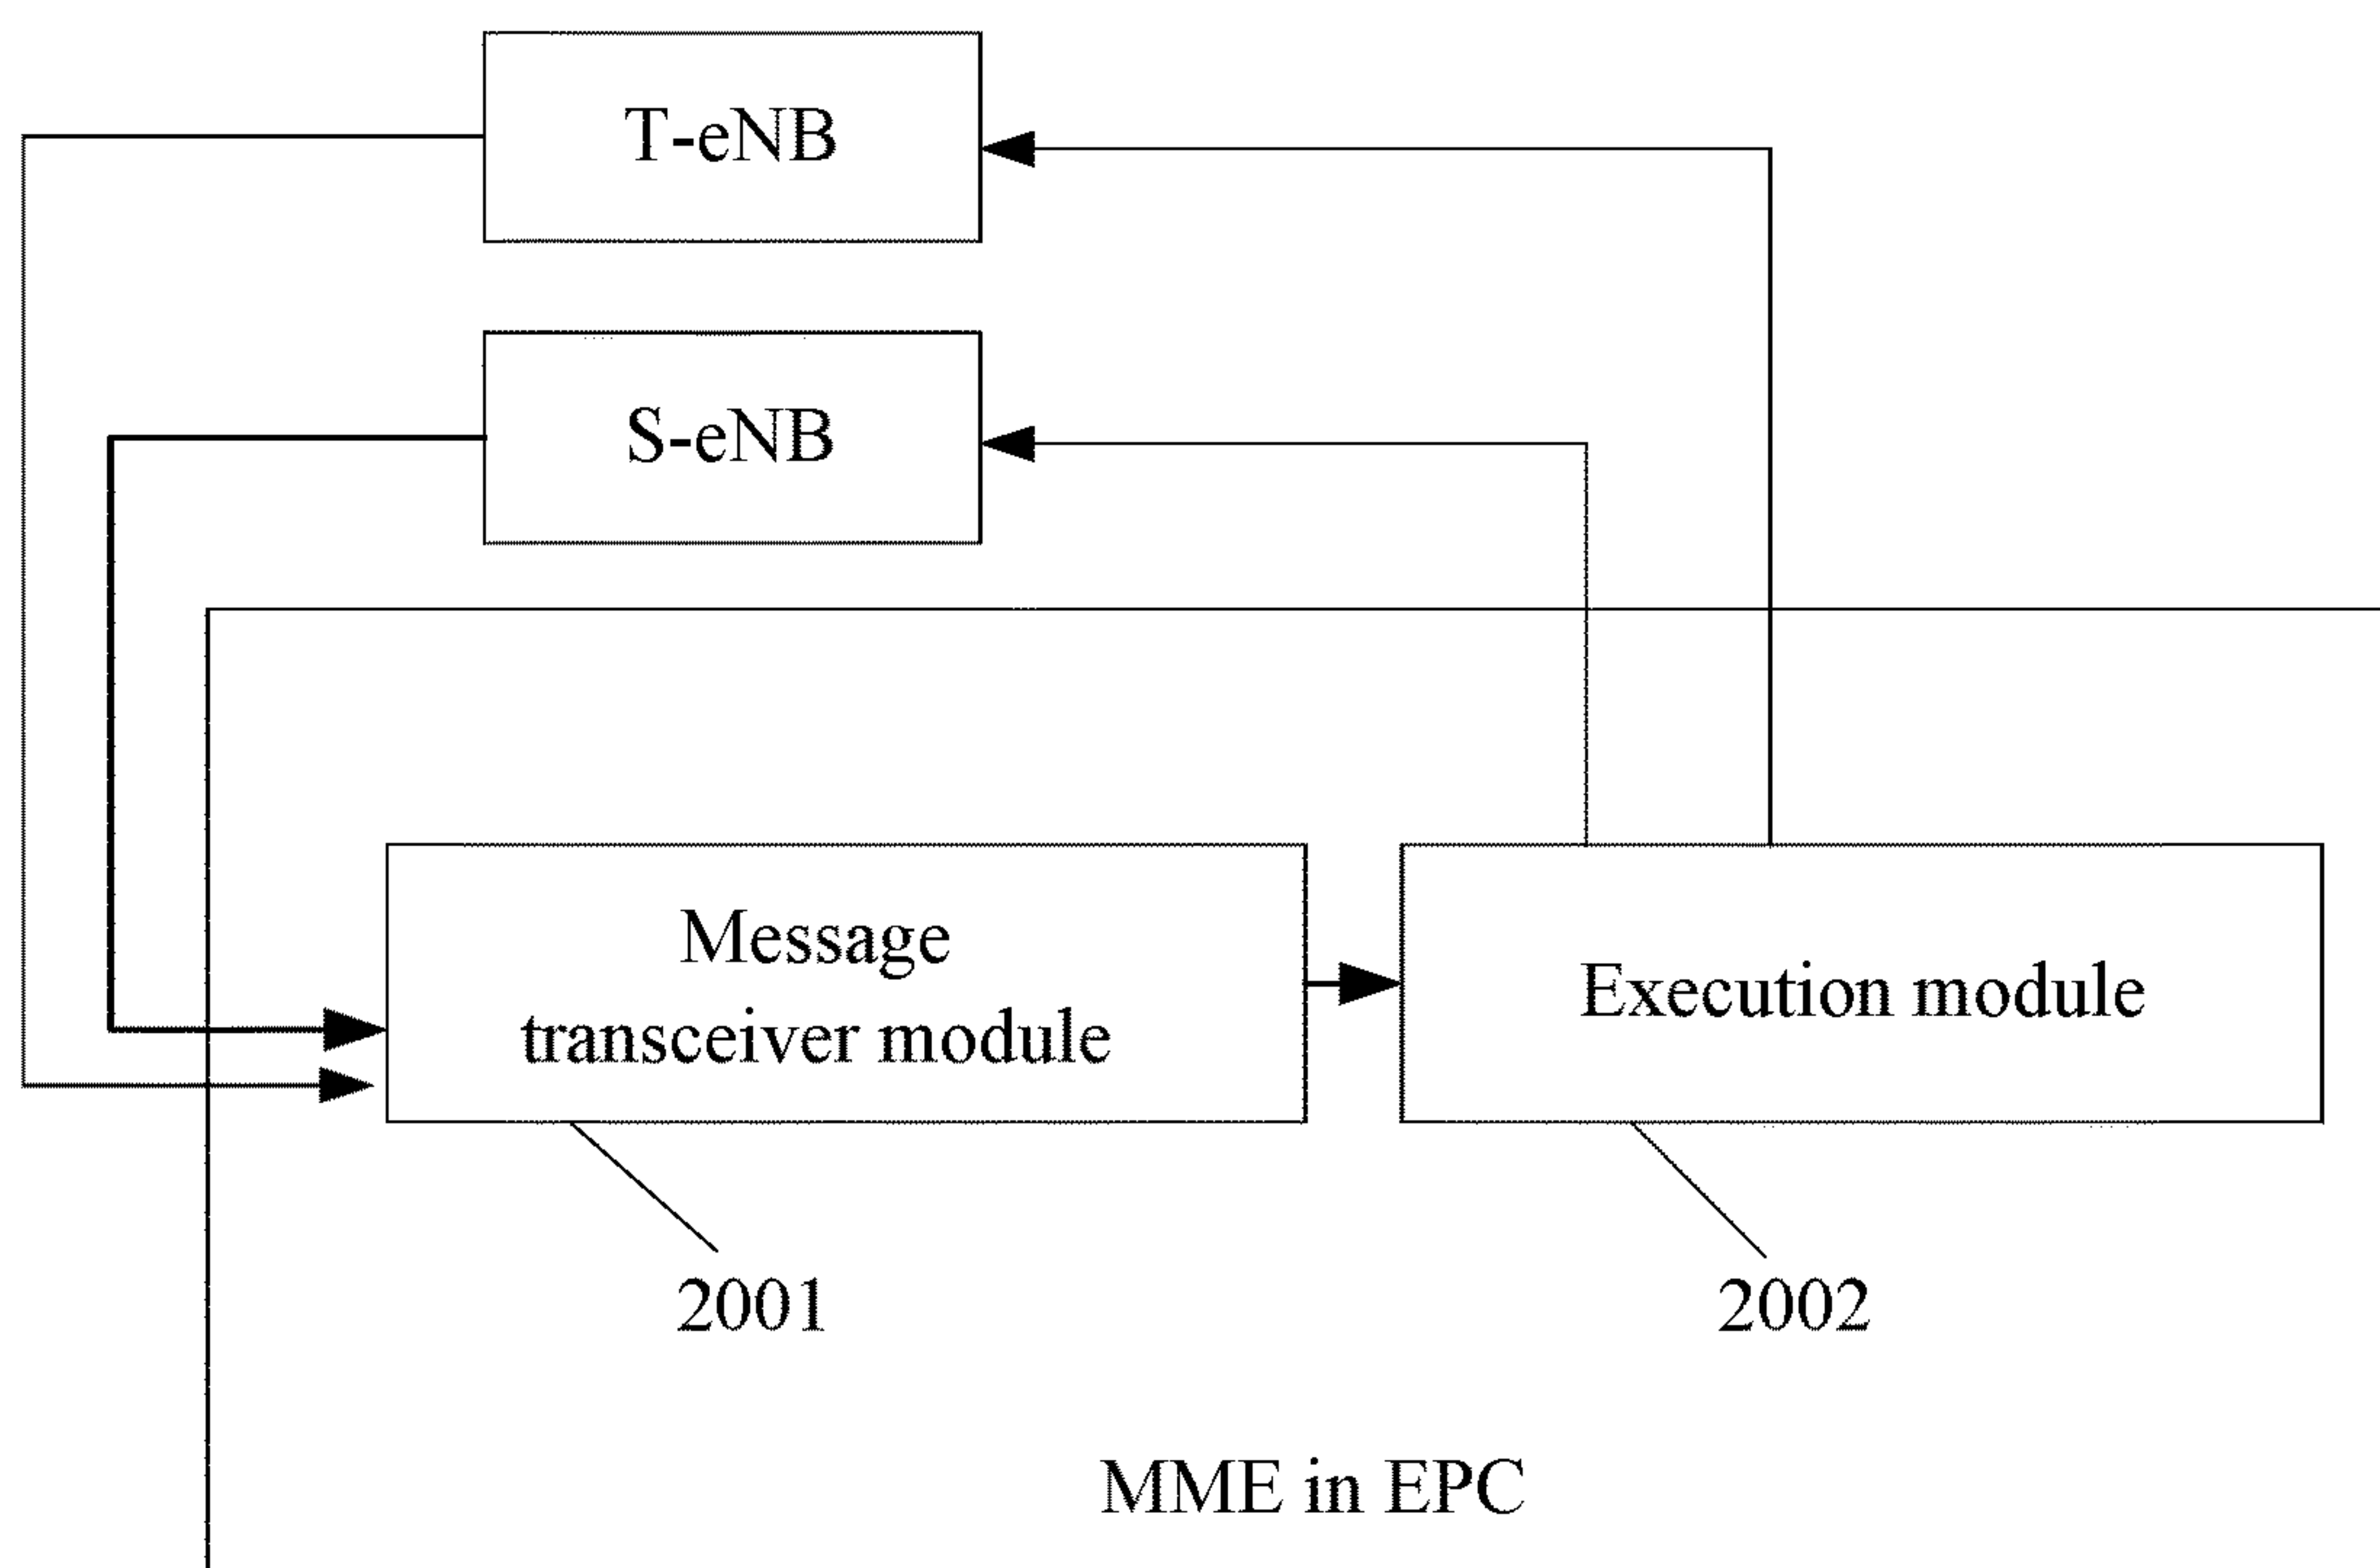 T-eNB
S-eNB
Message
transceiver module
Execution module
2001
2002
MME in EPC